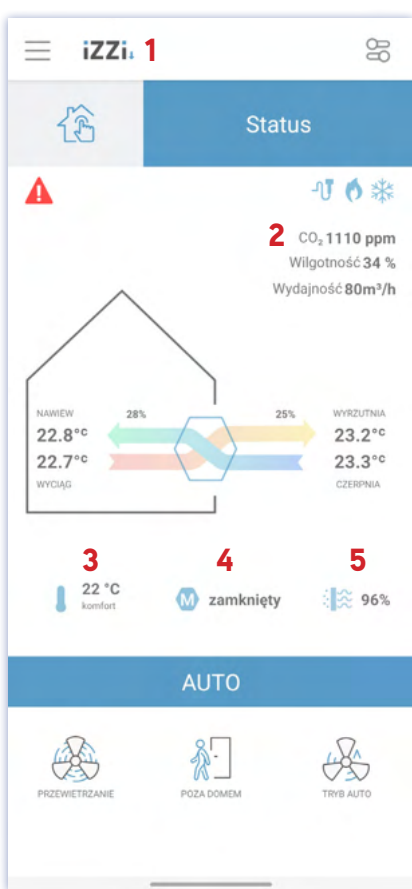 iZZi 1
Status
2 CO₂ 1110 ppm
Wilgotność 34 %
Wydajność 80m³/h
NAWIEW 28% 25% WYRZUTNIA
22.8°c 23.2°c
22.7°c 23.3°c
WYCIĄG CZERPNIA
3 4 5
22 °C
komfort
M zamknięty 96%
AUTO
PRZEWIETRZANIE POZA DOMEM TRYB AUTO